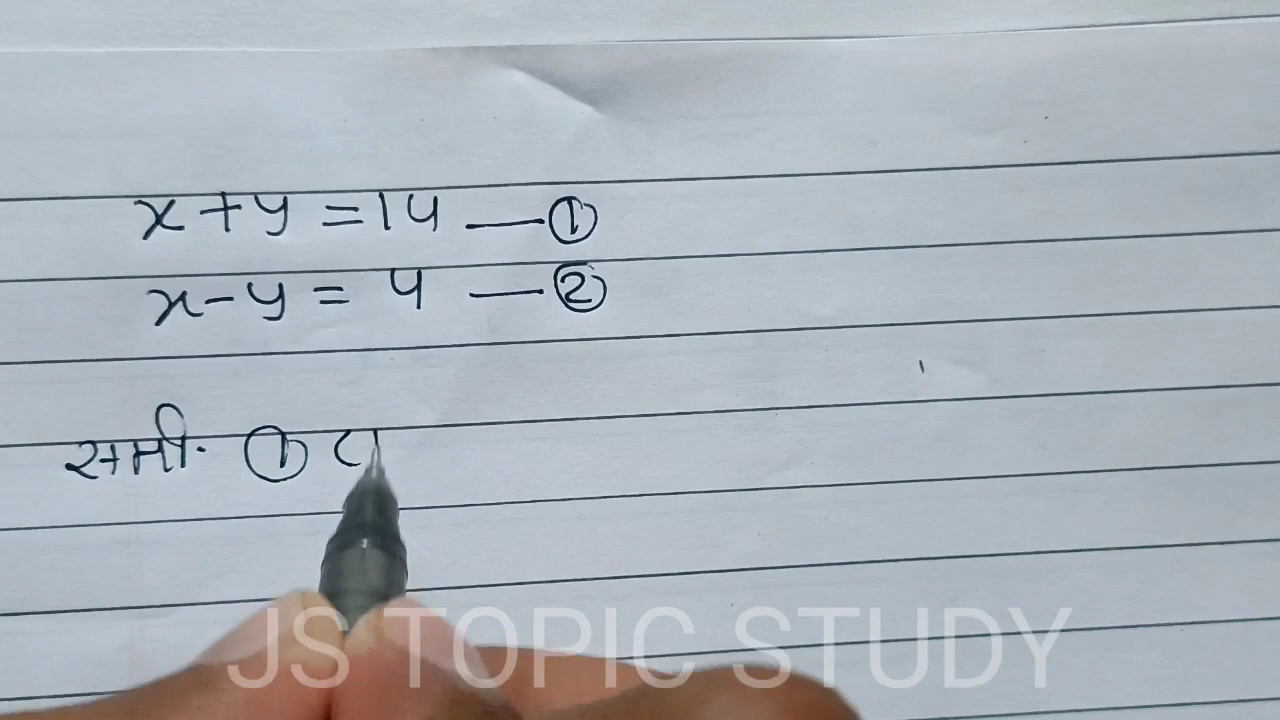 x + y = 14 — ①
x - y = 4 — ②
समी. ①
JS TOPIC STUDY